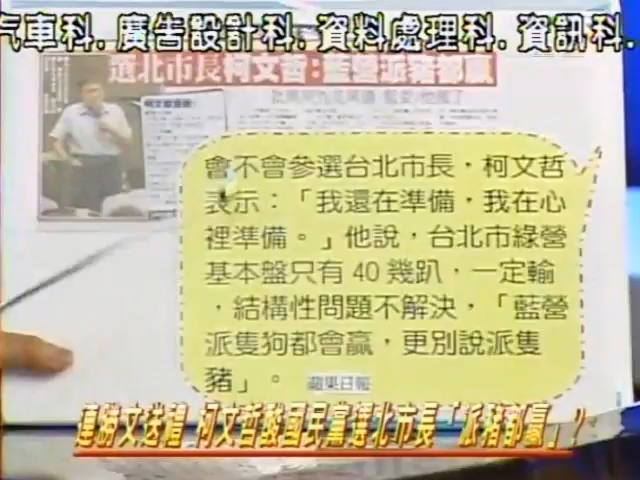 汽車科.廣告設計科.資料處理科.資訊科.
選北市長柯文哲:藍營派豬都贏
會不會參選台北市長,柯文哲
表示:「我還在準備,我在心
裡準備。」他說,台北市綠營
基本盤只有 40 幾趴,一定輸
,結構性問題不解決,「藍營
派隻狗都會贏,更別說派隻
豬」。 蘋果日報
連勝文送禮 柯文哲酸國民黨選北市長「派豬都贏」?